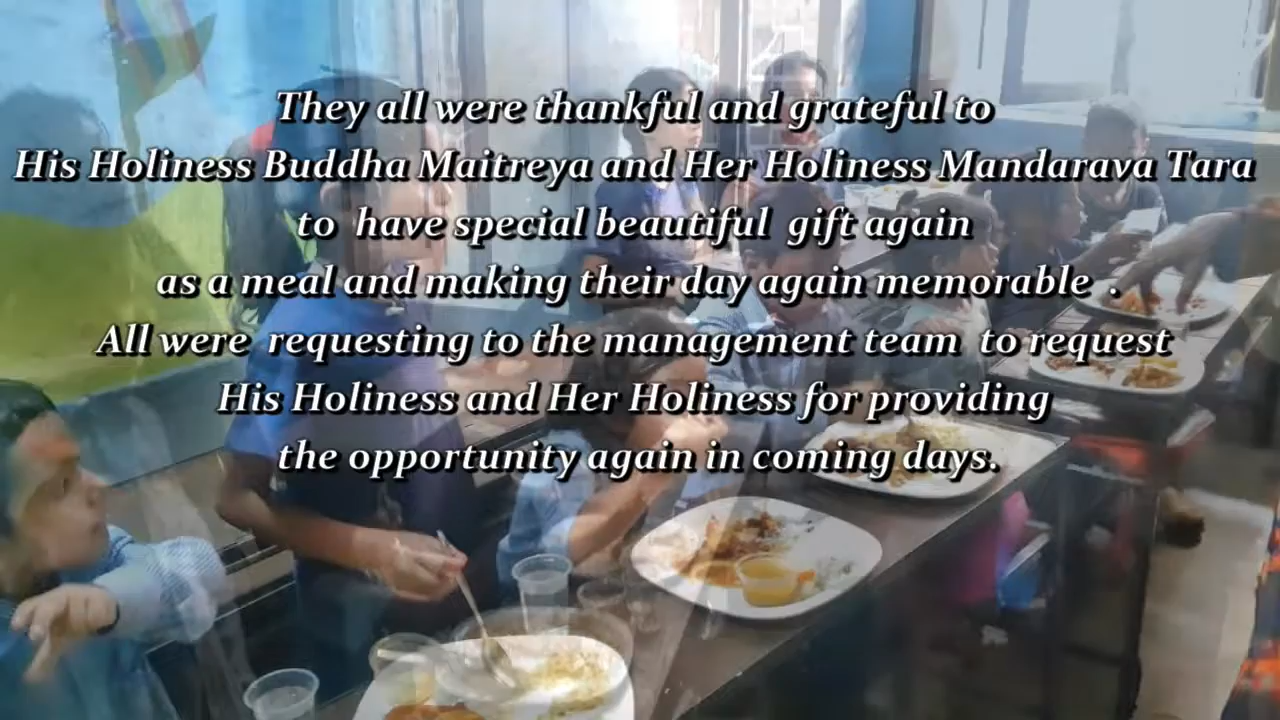 They all were thankful and grateful to
His Holiness Buddha Maitreya and Her Holiness Mandarava Tara
to have special beautiful gift again
as a meal and making their day again memorable .
All were requesting to the management team to request
His Holiness and Her Holiness for providing
the opportunity again in coming days.